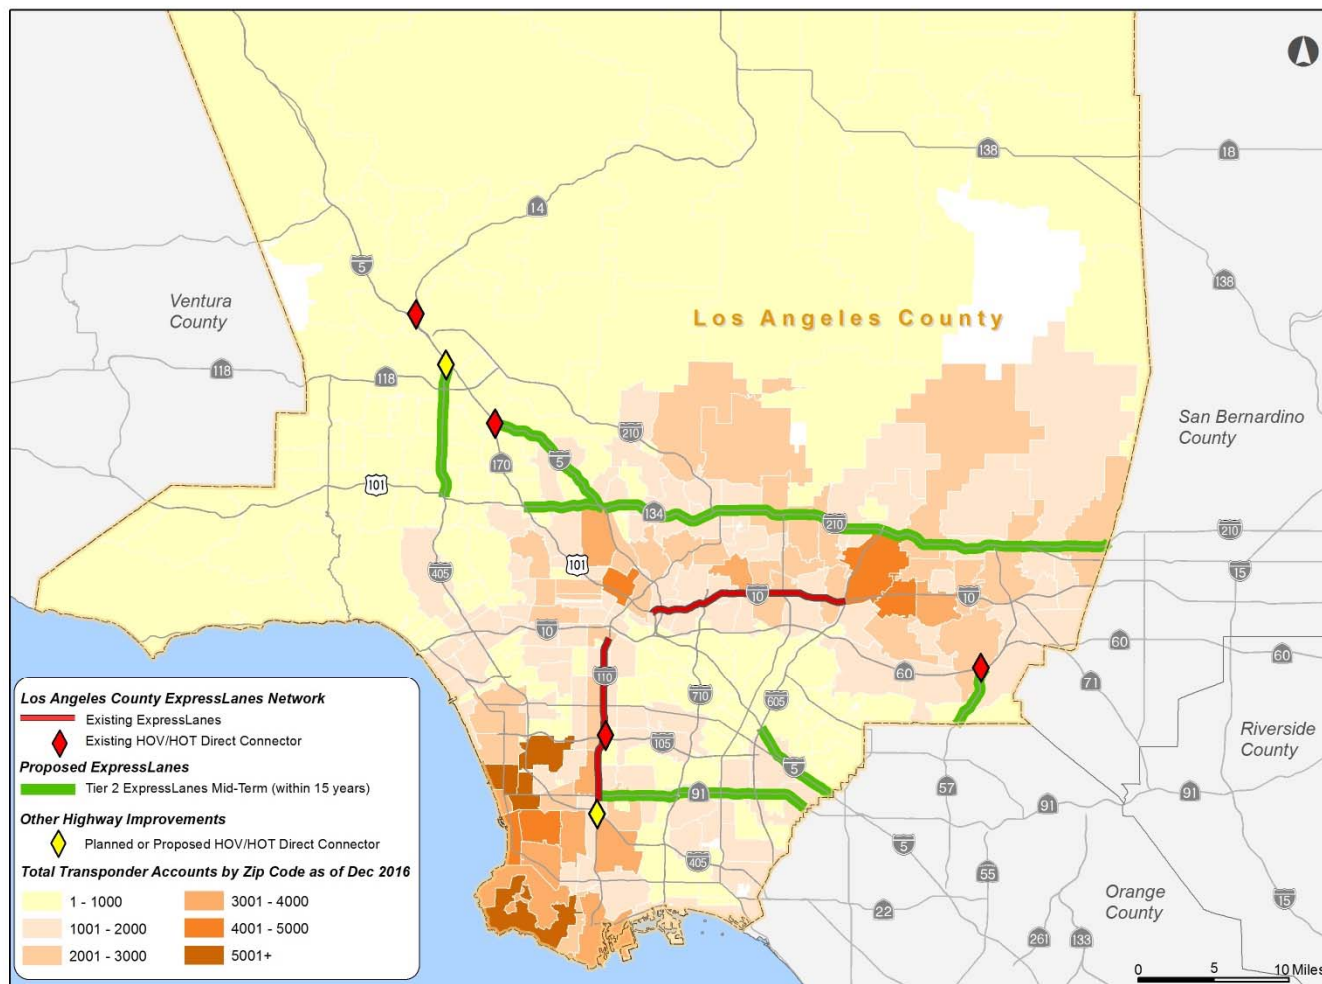 138
18
14
5
Ventura
County
138
Los Angeles County
118
118
San Bernardino
County
210
170
5
101
134
210
210
101
405
15
10
10
10
60
60
60
71
110
710
605
Riverside
County
105
5
57
91
91
91
405
5
55
Orange
County
22
15
261
133
Los Angeles County ExpressLanes Network
Existing ExpressLanes
Existing HOV/HOT Direct Connector
Proposed ExpressLanes
Tier 2 ExpressLanes Mid-Term (within 15 years)
Other Highway Improvements
Planned or Proposed HOV/HOT Direct Connector
Total Transponder Accounts by Zip Code as of Dec 2016
1 - 1000
3001 - 4000
1001 - 2000
4001 - 5000
2001 - 3000
5001+
0 5 10 Miles